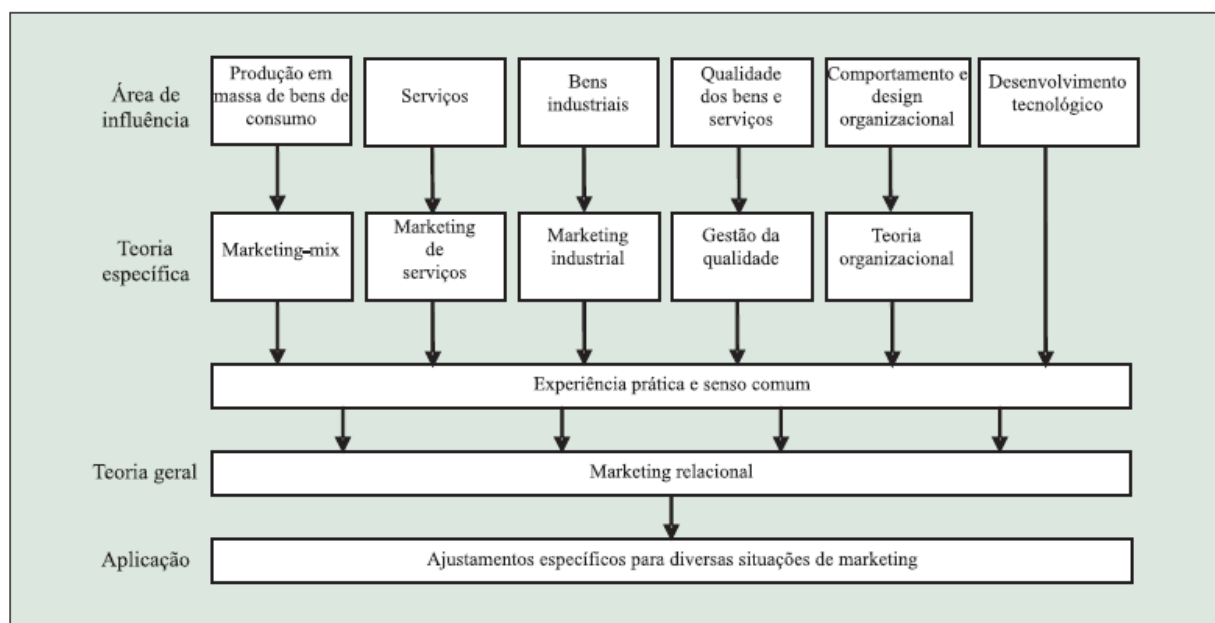 Área de
influência
Produção em
massa de bens de
consumo
Serviços
Bens
industriais
Qualidade
dos bens e
serviços
Comportamento e
design
organizacional
Desenvolvimento
tecnológico
Teoria
específica
Marketing-mix
Marketing
de
serviços
Marketing
industrial
Gestão da
qualidade
Teoria
organizacional
Experiência prática e senso comum
Teoria geral
Marketing relacional
Aplicação
Ajustamentos específicos para diversas situações de marketing